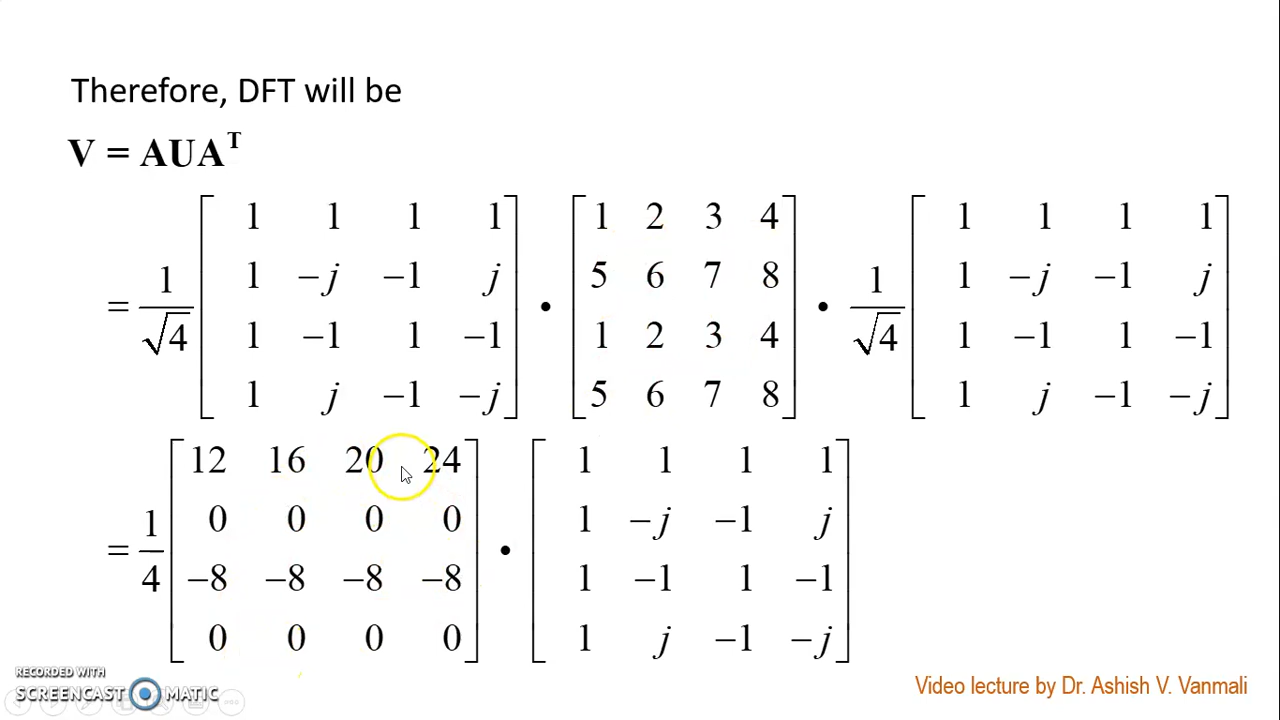 Therefore, DFT will be
V = AUA^T
= 1/√4 [ 1 1 1 1 ; 1 −j −1 j ; 1 −1 1 −1 ; 1 j −1 −j ] • [ 1 2 3 4 ; 5 6 7 8 ; 1 2 3 4 ; 5 6 7 8 ] • 1/√4 [ 1 1 1 1 ; 1 −j −1 j ; 1 −1 1 −1 ; 1 j −1 −j ]
= 1/4 [ 12 16 20 24 ; 0 0 0 0 ; −8 −8 −8 −8 ; 0 0 0 0 ] • [ 1 1 1 1 ; 1 −j −1 j ; 1 −1 1 −1 ; 1 j −1 −j ]
RECORDED WITH
SCREENCAST MATIC
Video lecture by Dr. Ashish V. Vanmali